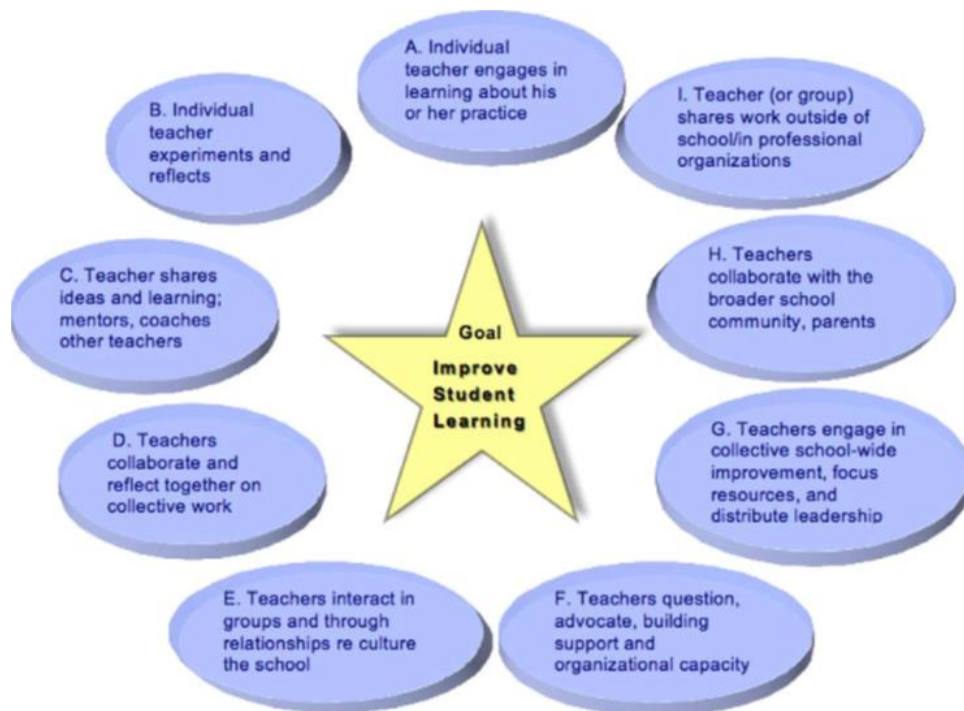 A. Individual
teacher engages in
learning about his
or her practice
B. Individual
teacher
experiments and
reflects
C. Teacher shares
ideas and learning;
mentors, coaches
other teachers
D. Teachers
collaborate and
reflect together on
collective work
E. Teachers interact in
groups and through
relationships re culture
the school
F. Teachers question,
advocate, building
support and
organizational capacity
G. Teachers engage in
collective school-wide
improvement, focus
resources, and
distribute leadership
H. Teachers
collaborate with the
broader school
community, parents
I. Teacher (or group)
shares work outside of
school/in professional
organizations
Goal
Improve
Student
Learning